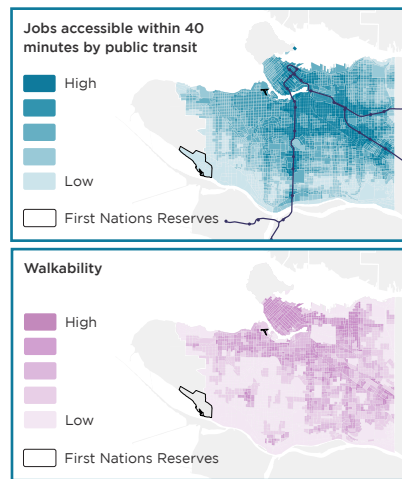 Jobs accessible within 40
minutes by public transit
High
Low
First Nations Reserves
Walkability
High
Low
First Nations Reserves